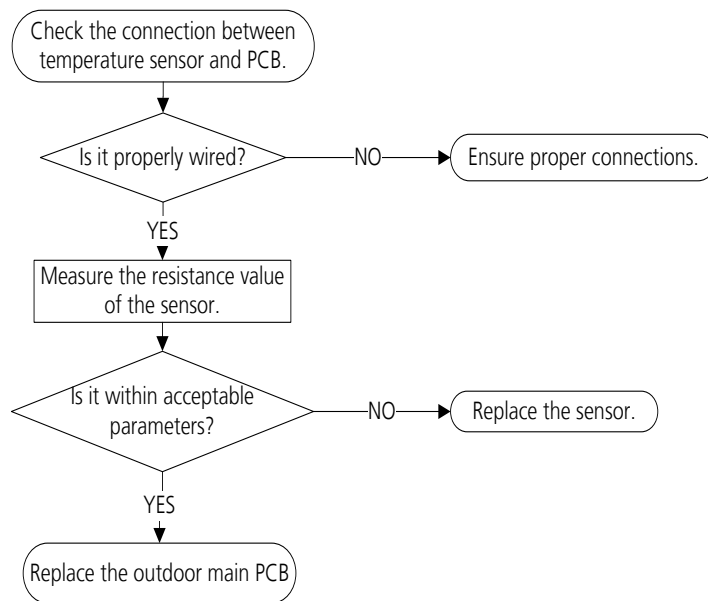 Check the connection between
temperature sensor and PCB.
Is it properly wired?
NO
Ensure proper connections.
YES
Measure the resistance value
of the sensor.
Is it within acceptable
parameters?
NO
Replace the sensor.
YES
Replace the outdoor main PCB